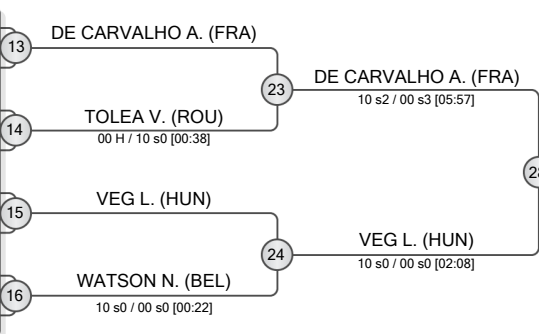 DE CARVALHO A. (FRA)
13
23
DE CARVALHO A. (FRA)
10 s2 / 00 s3 [05:57]
14
TOLEA V. (ROU)
00 H / 10 s0 [00:38]
15
VEG L. (HUN)
24
VEG L. (HUN)
10 s0 / 00 s0 [02:08]
16
WATSON N. (BEL)
10 s0 / 00 s0 [00:22]